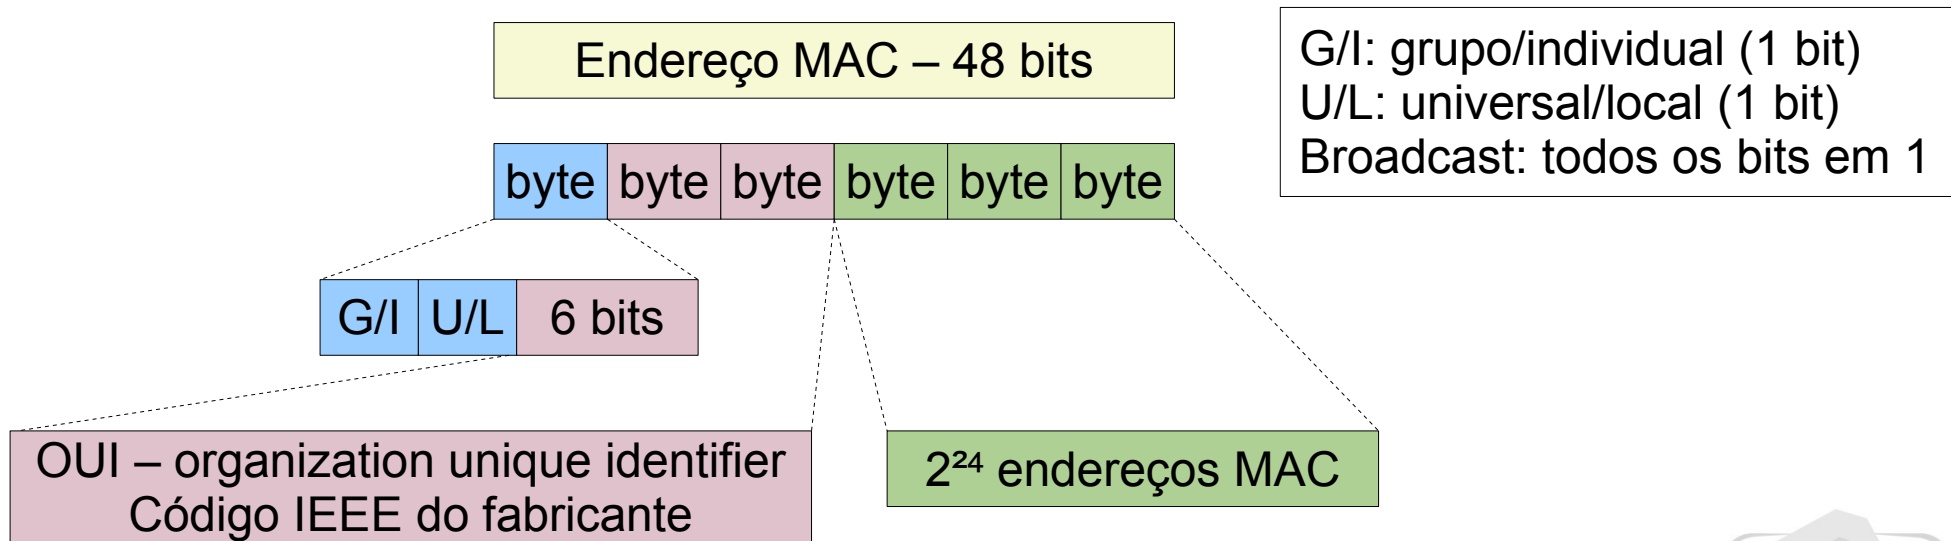 Endereço MAC – 48 bits
G/I: grupo/individual (1 bit)
U/L: universal/local (1 bit)
Broadcast: todos os bits em 1
byte byte byte byte byte byte
G/I U/L 6 bits
OUI – organization unique identifier
Código IEEE do fabricante
2²⁴ endereços MAC